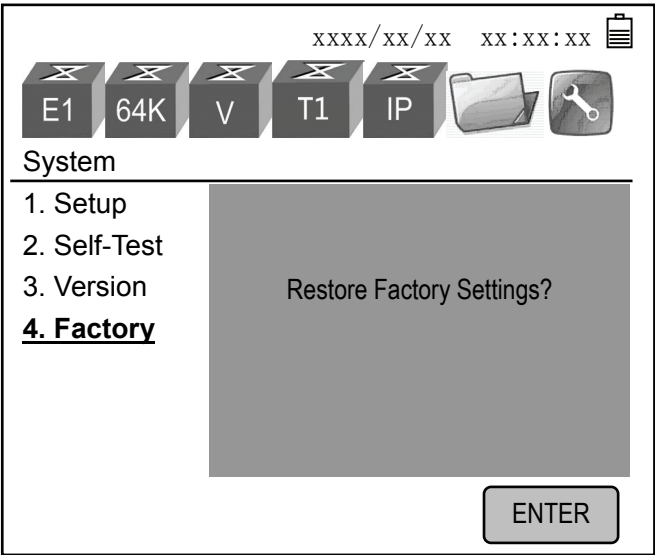 xxxx/xx/xx xx:xx:xx
E1 64K V T1 IP
System
1. Setup
2. Self-Test
3. Version
4. Factory
Restore Factory Settings?
ENTER